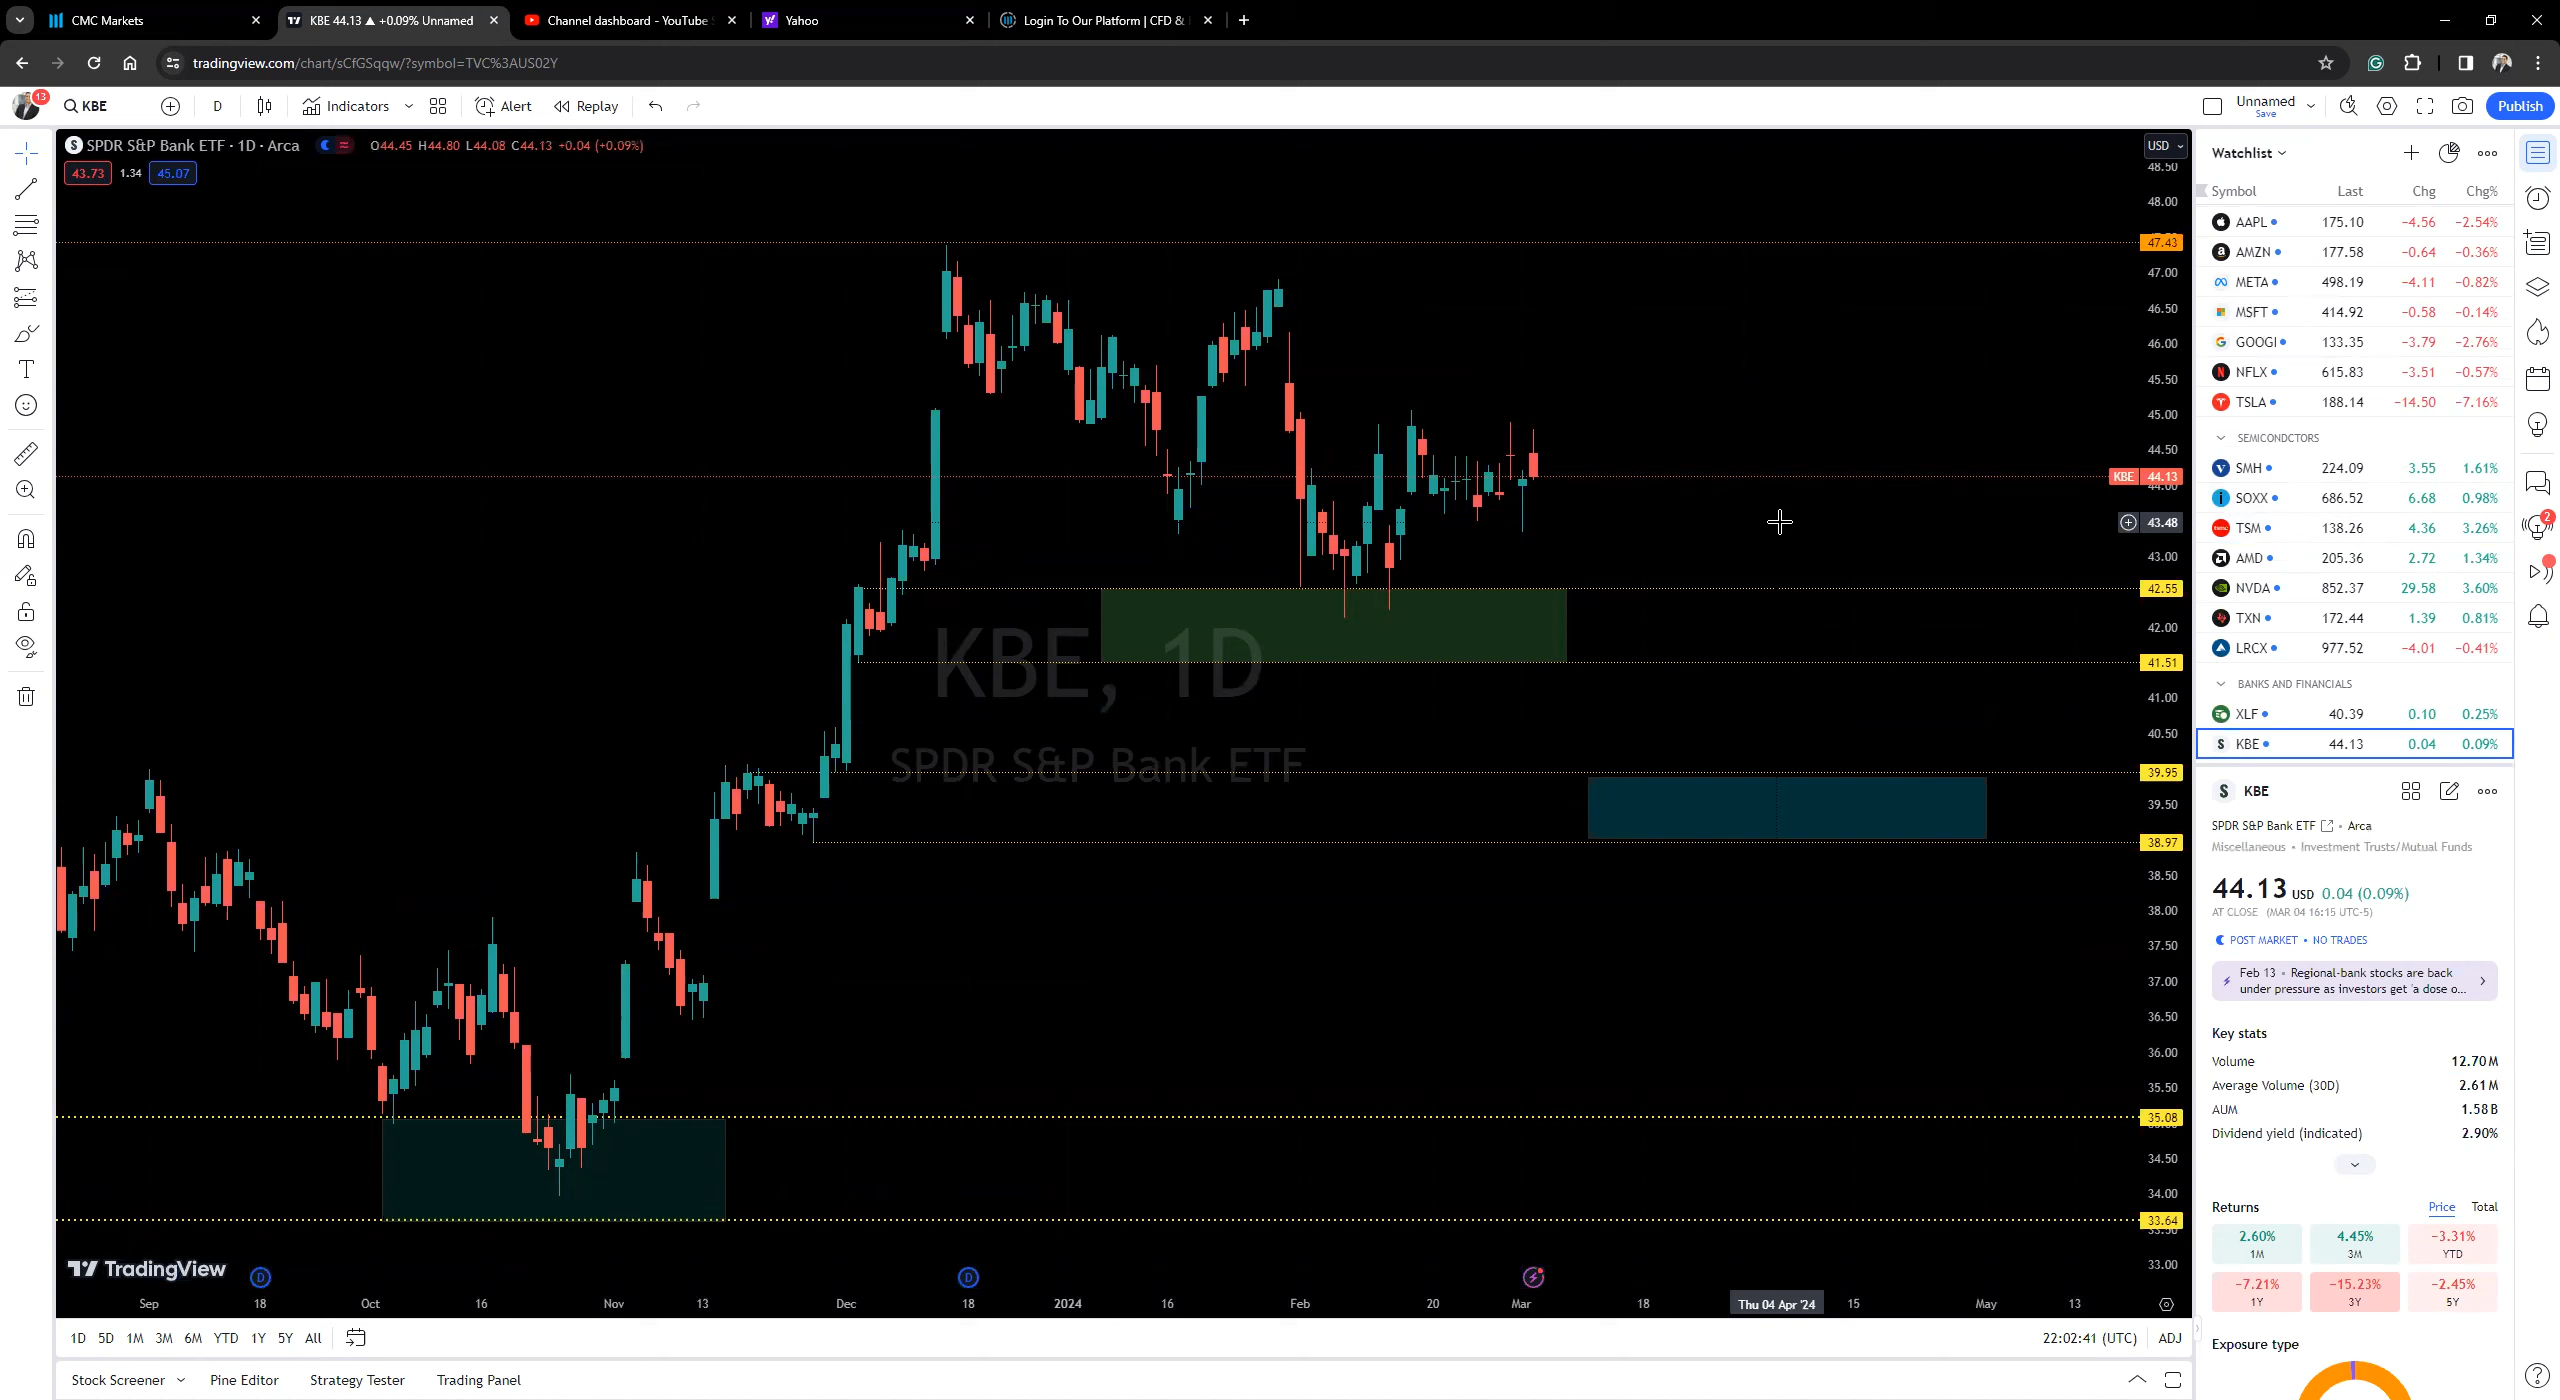 CMC Markets
KBE 44.13 ▲ +0.09% Unnamed
Channel dashboard - YouTube
Yahoo
Login To Our Platform | CFD &
tradingview.com/chart/sCfGSqqw/?symbol=TVC%3AUS02Y
13
KBE
D
Indicators
Alert
Replay
Unnamed
Save
Publish
SPDR S&P Bank ETF · 1D · Arca
O44.45 H44.80 L44.08 C44.13 +0.04 (+0.09%)
43.73
1.34
45.07
USD
48.50
48.00
47.43
47.00
46.50
46.00
45.50
45.00
44.50
KBE 44.13
44.00
43.48
43.00
42.55
42.00
41.51
41.00
40.50
39.95
39.50
38.97
38.50
38.00
37.50
37.00
36.50
36.00
35.50
35.08
34.50
34.00
33.64
33.00
KBE, 1D
SPDR S&P Bank ETF
TradingView
D
D
Sep
18
Oct
16
Nov
13
Dec
18
2024
16
Feb
20
Mar
18
Thu 04 Apr '24
15
May
13
1D 5D 1M 3M 6M YTD 1Y 5Y All
22:02:41 (UTC)
ADJ
Stock Screener
Pine Editor
Strategy Tester
Trading Panel
Watchlist
Symbol Last Chg Chg%
AAPL 175.10 −4.56 −2.54%
AMZN 177.58 −0.64 −0.36%
META 498.19 −4.11 −0.82%
MSFT 414.92 −0.58 −0.14%
GOOGl 133.35 −3.79 −2.76%
NFLX 615.83 −3.51 −0.57%
TSLA 188.14 −14.50 −7.16%
SEMICONDCTORS
SMH 224.09 3.55 1.61%
SOXX 686.52 6.68 0.98%
TSM 138.26 4.36 3.26%
AMD 205.36 2.72 1.34%
NVDA 852.37 29.58 3.60%
TXN 172.44 1.39 0.81%
LRCX 977.52 −4.01 −0.41%
BANKS AND FINANCIALS
XLF 40.39 0.10 0.25%
KBE 44.13 0.04 0.09%
KBE
SPDR S&P Bank ETF • Arca
Miscellaneous • Investment Trusts/Mutual Funds
44.13 USD 0.04 (0.09%)
AT CLOSE (MAR 04 16:15 UTC-5)
POST MARKET • NO TRADES
Feb 13 • Regional-bank stocks are back
under pressure as investors get 'a dose o...
Key stats
Volume 12.70M
Average Volume (30D) 2.61M
AUM 1.58B
Dividend yield (indicated) 2.90%
Returns
Price
Total
2.60%
1M
4.45%
3M
−3.31%
YTD
−7.21%
1Y
−15.23%
3Y
−2.45%
5Y
Exposure type
2